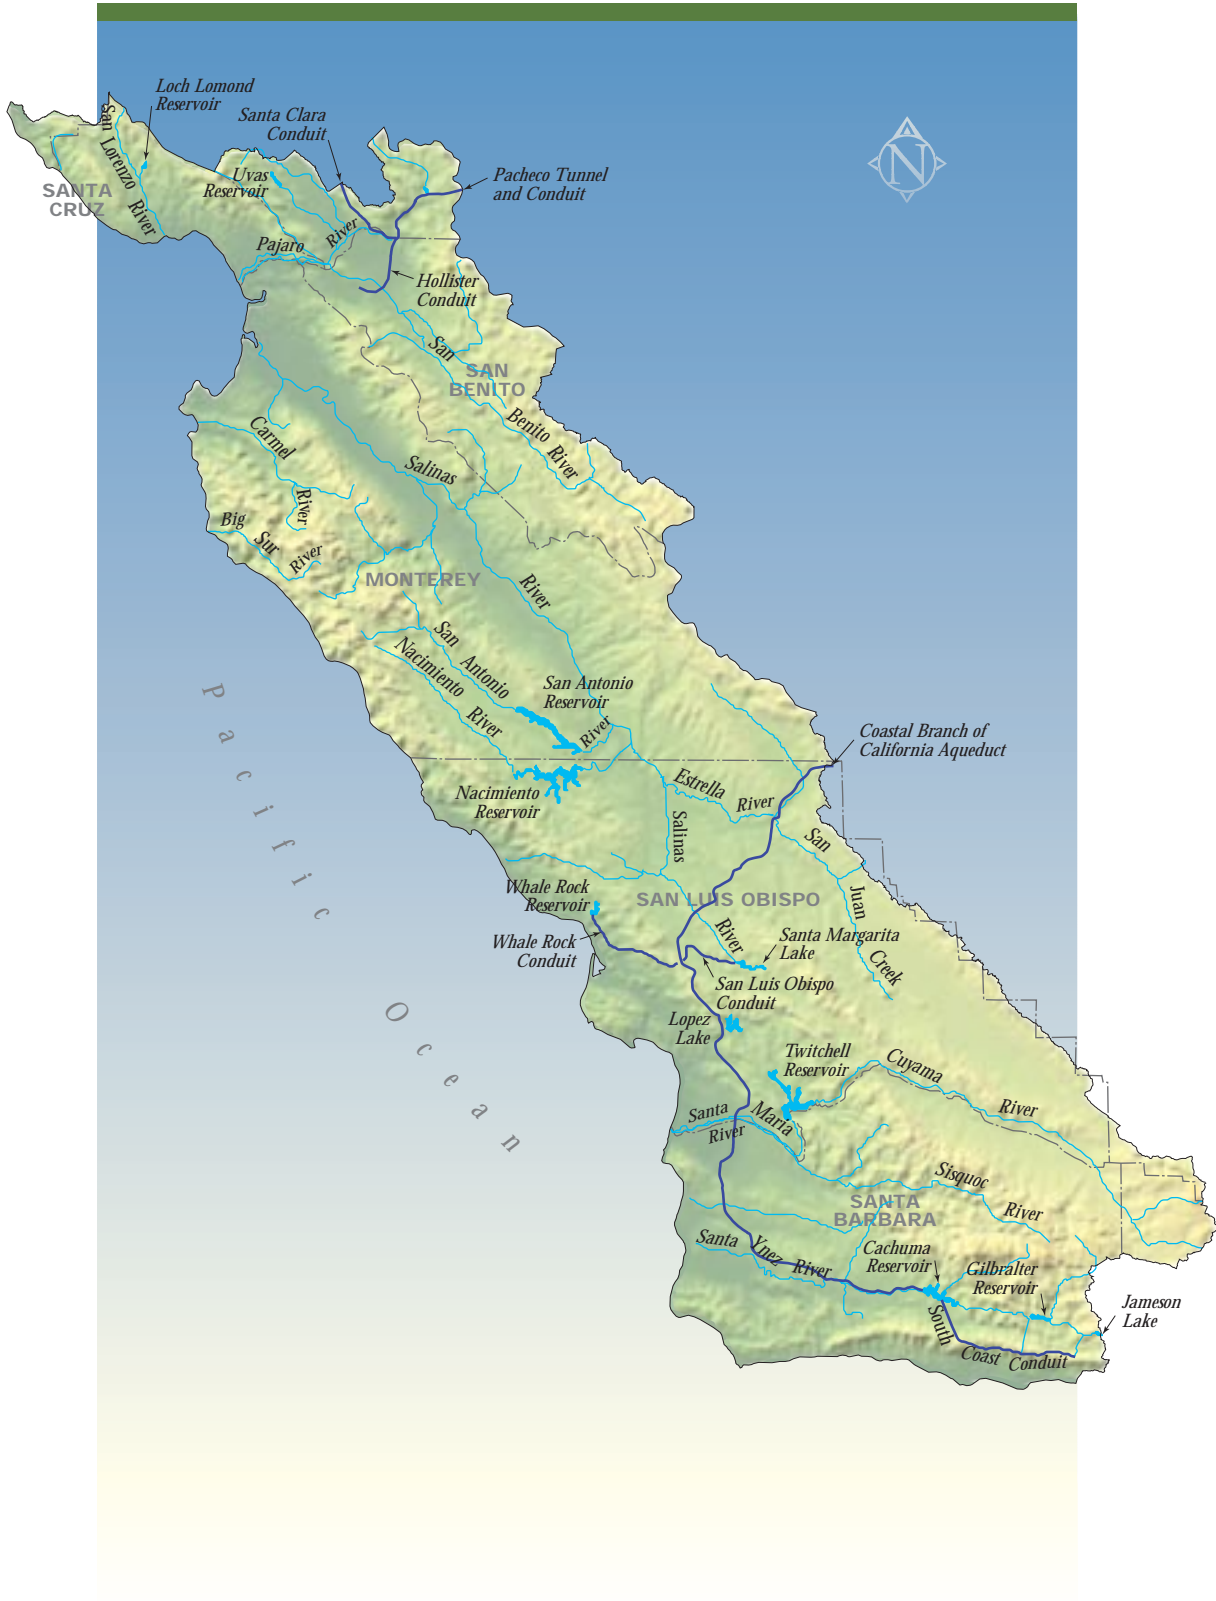 Loch Lomond
Reservoir
Santa Clara
Conduit
N
San Lorenzo River
Uvas
Reservoir
Pacheco Tunnel
and Conduit
SANTA
CRUZ
Pajaro River
Hollister
Conduit
San Benito River
SAN
BENITO
Carmel River
Salinas River
Big Sur River
MONTEREY
San Antonio River
Nacimiento River
San Antonio
Reservoir
Pacific Ocean
Coastal Branch of
California Aqueduct
Nacimiento
Reservoir
Estrella River
Salinas River
San Juan Creek
Whale Rock
Reservoir
SAN LUIS OBISPO
Whale Rock
Conduit
Santa Margarita
Lake
San Luis Obispo
Conduit
Lopez
Lake
Twitchell
Reservoir
Cuyama River
Santa Maria
River
Sisquoc River
SANTA
BARBARA
Santa Ynez River
Cachuma
Reservoir
Gilbralter
Reservoir
Jameson
Lake
South Coast Conduit